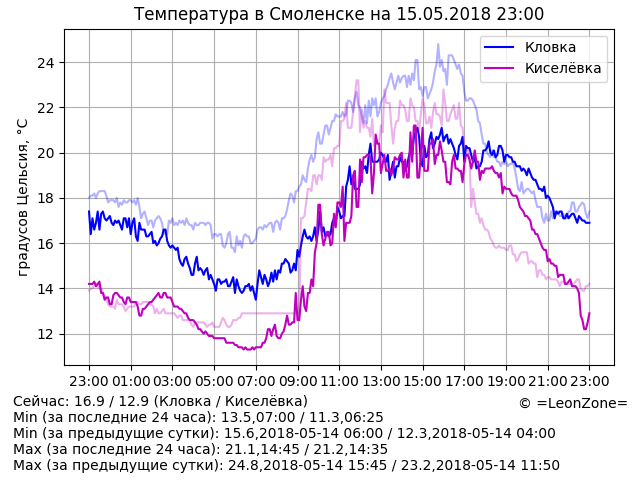 Температура в Смоленске на 15.05.2018 23:00
Кловка
Киселёвка
градусов Цельсия, °C
24
22
20
18
16
14
12
23:00 01:00 03:00 05:00 07:00 09:00 11:00 13:00 15:00 17:00 19:00 21:00 23:00
Сейчас: 16.9 / 12.9 (Кловка / Киселёвка)
© =LeonZone=
Min (за последние 24 часа): 13.5,07:00 / 11.3,06:25
Min (за предыдущие сутки): 15.6,2018-05-14 06:00 / 12.3,2018-05-14 04:00
Max (за последние 24 часа): 21.1,14:45 / 21.2,14:35
Max (за предыдущие сутки): 24.8,2018-05-14 15:45 / 23.2,2018-05-14 11:50